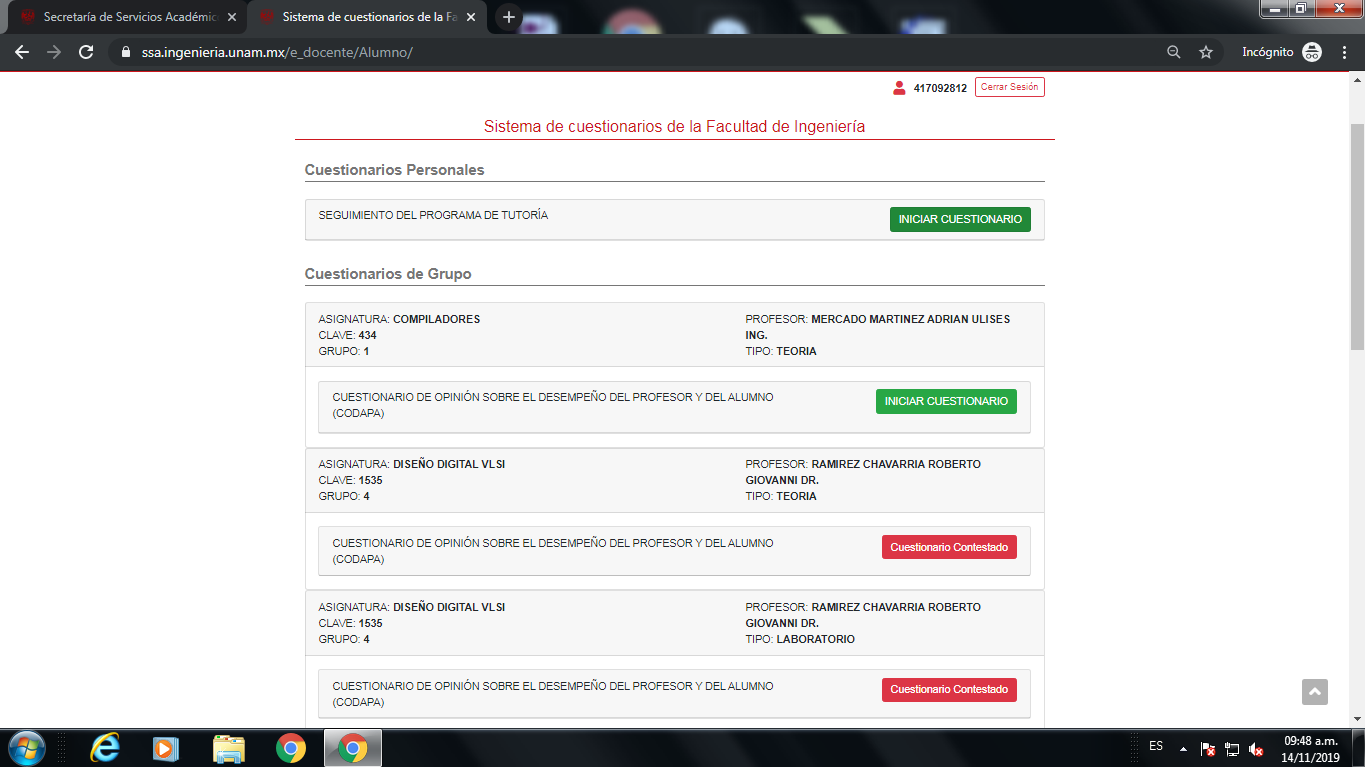 Secretaría de Servicios Académic
Sistema de cuestionarios de la Fa
ssa.ingenieria.unam.mx/e_docente/Alumno/
Incógnito
417092812
Cerrar Sesión
Sistema de cuestionarios de la Facultad de Ingeniería
Cuestionarios Personales
SEGUIMIENTO DEL PROGRAMA DE TUTORÍA
INICIAR CUESTIONARIO
Cuestionarios de Grupo
ASIGNATURA: COMPILADORES
CLAVE: 434
GRUPO: 1
PROFESOR: MERCADO MARTINEZ ADRIAN ULISES
ING.
TIPO: TEORIA
CUESTIONARIO DE OPINIÓN SOBRE EL DESEMPEÑO DEL PROFESOR Y DEL ALUMNO
(CODAPA)
INICIAR CUESTIONARIO
ASIGNATURA: DISEÑO DIGITAL VLSI
CLAVE: 1535
GRUPO: 4
PROFESOR: RAMIREZ CHAVARRIA ROBERTO
GIOVANNI DR.
TIPO: TEORIA
CUESTIONARIO DE OPINIÓN SOBRE EL DESEMPEÑO DEL PROFESOR Y DEL ALUMNO
(CODAPA)
Cuestionario Contestado
ASIGNATURA: DISEÑO DIGITAL VLSI
CLAVE: 1535
GRUPO: 4
PROFESOR: RAMIREZ CHAVARRIA ROBERTO
GIOVANNI DR.
TIPO: LABORATORIO
CUESTIONARIO DE OPINIÓN SOBRE EL DESEMPEÑO DEL PROFESOR Y DEL ALUMNO
(CODAPA)
Cuestionario Contestado
ES
09:48 a.m.
14/11/2019